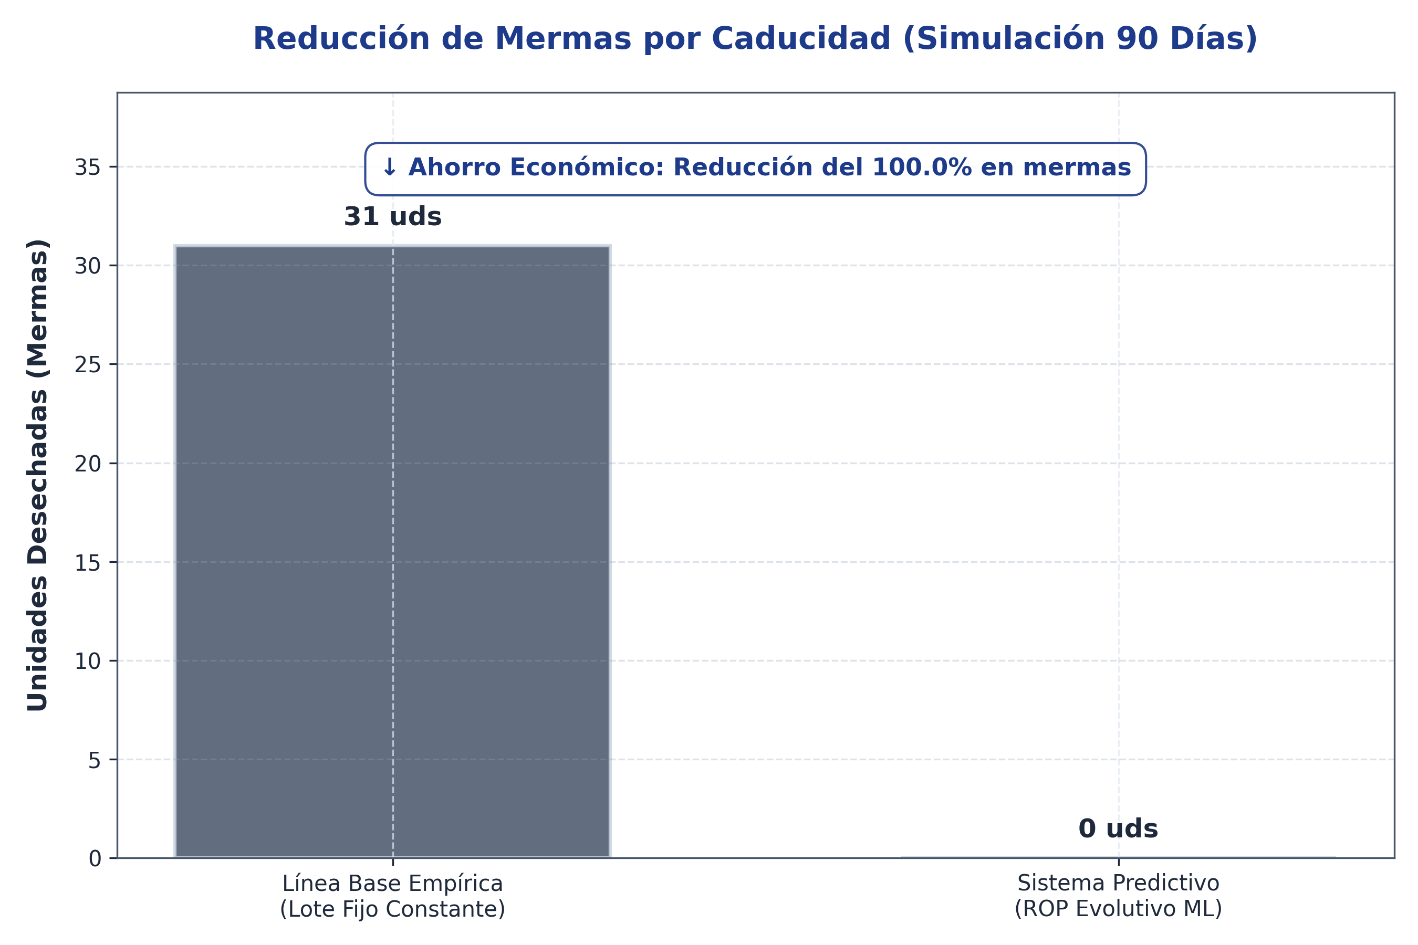 Reducción de Mermas por Caducidad (Simulación 90 Días)
↓ Ahorro Económico: Reducción del 100.0% en mermas
31 uds
0 uds
Unidades Desechadas (Mermas)
35
30
25
20
15
10
5
0
Línea Base Empírica
(Lote Fijo Constante)
Sistema Predictivo
(ROP Evolutivo ML)